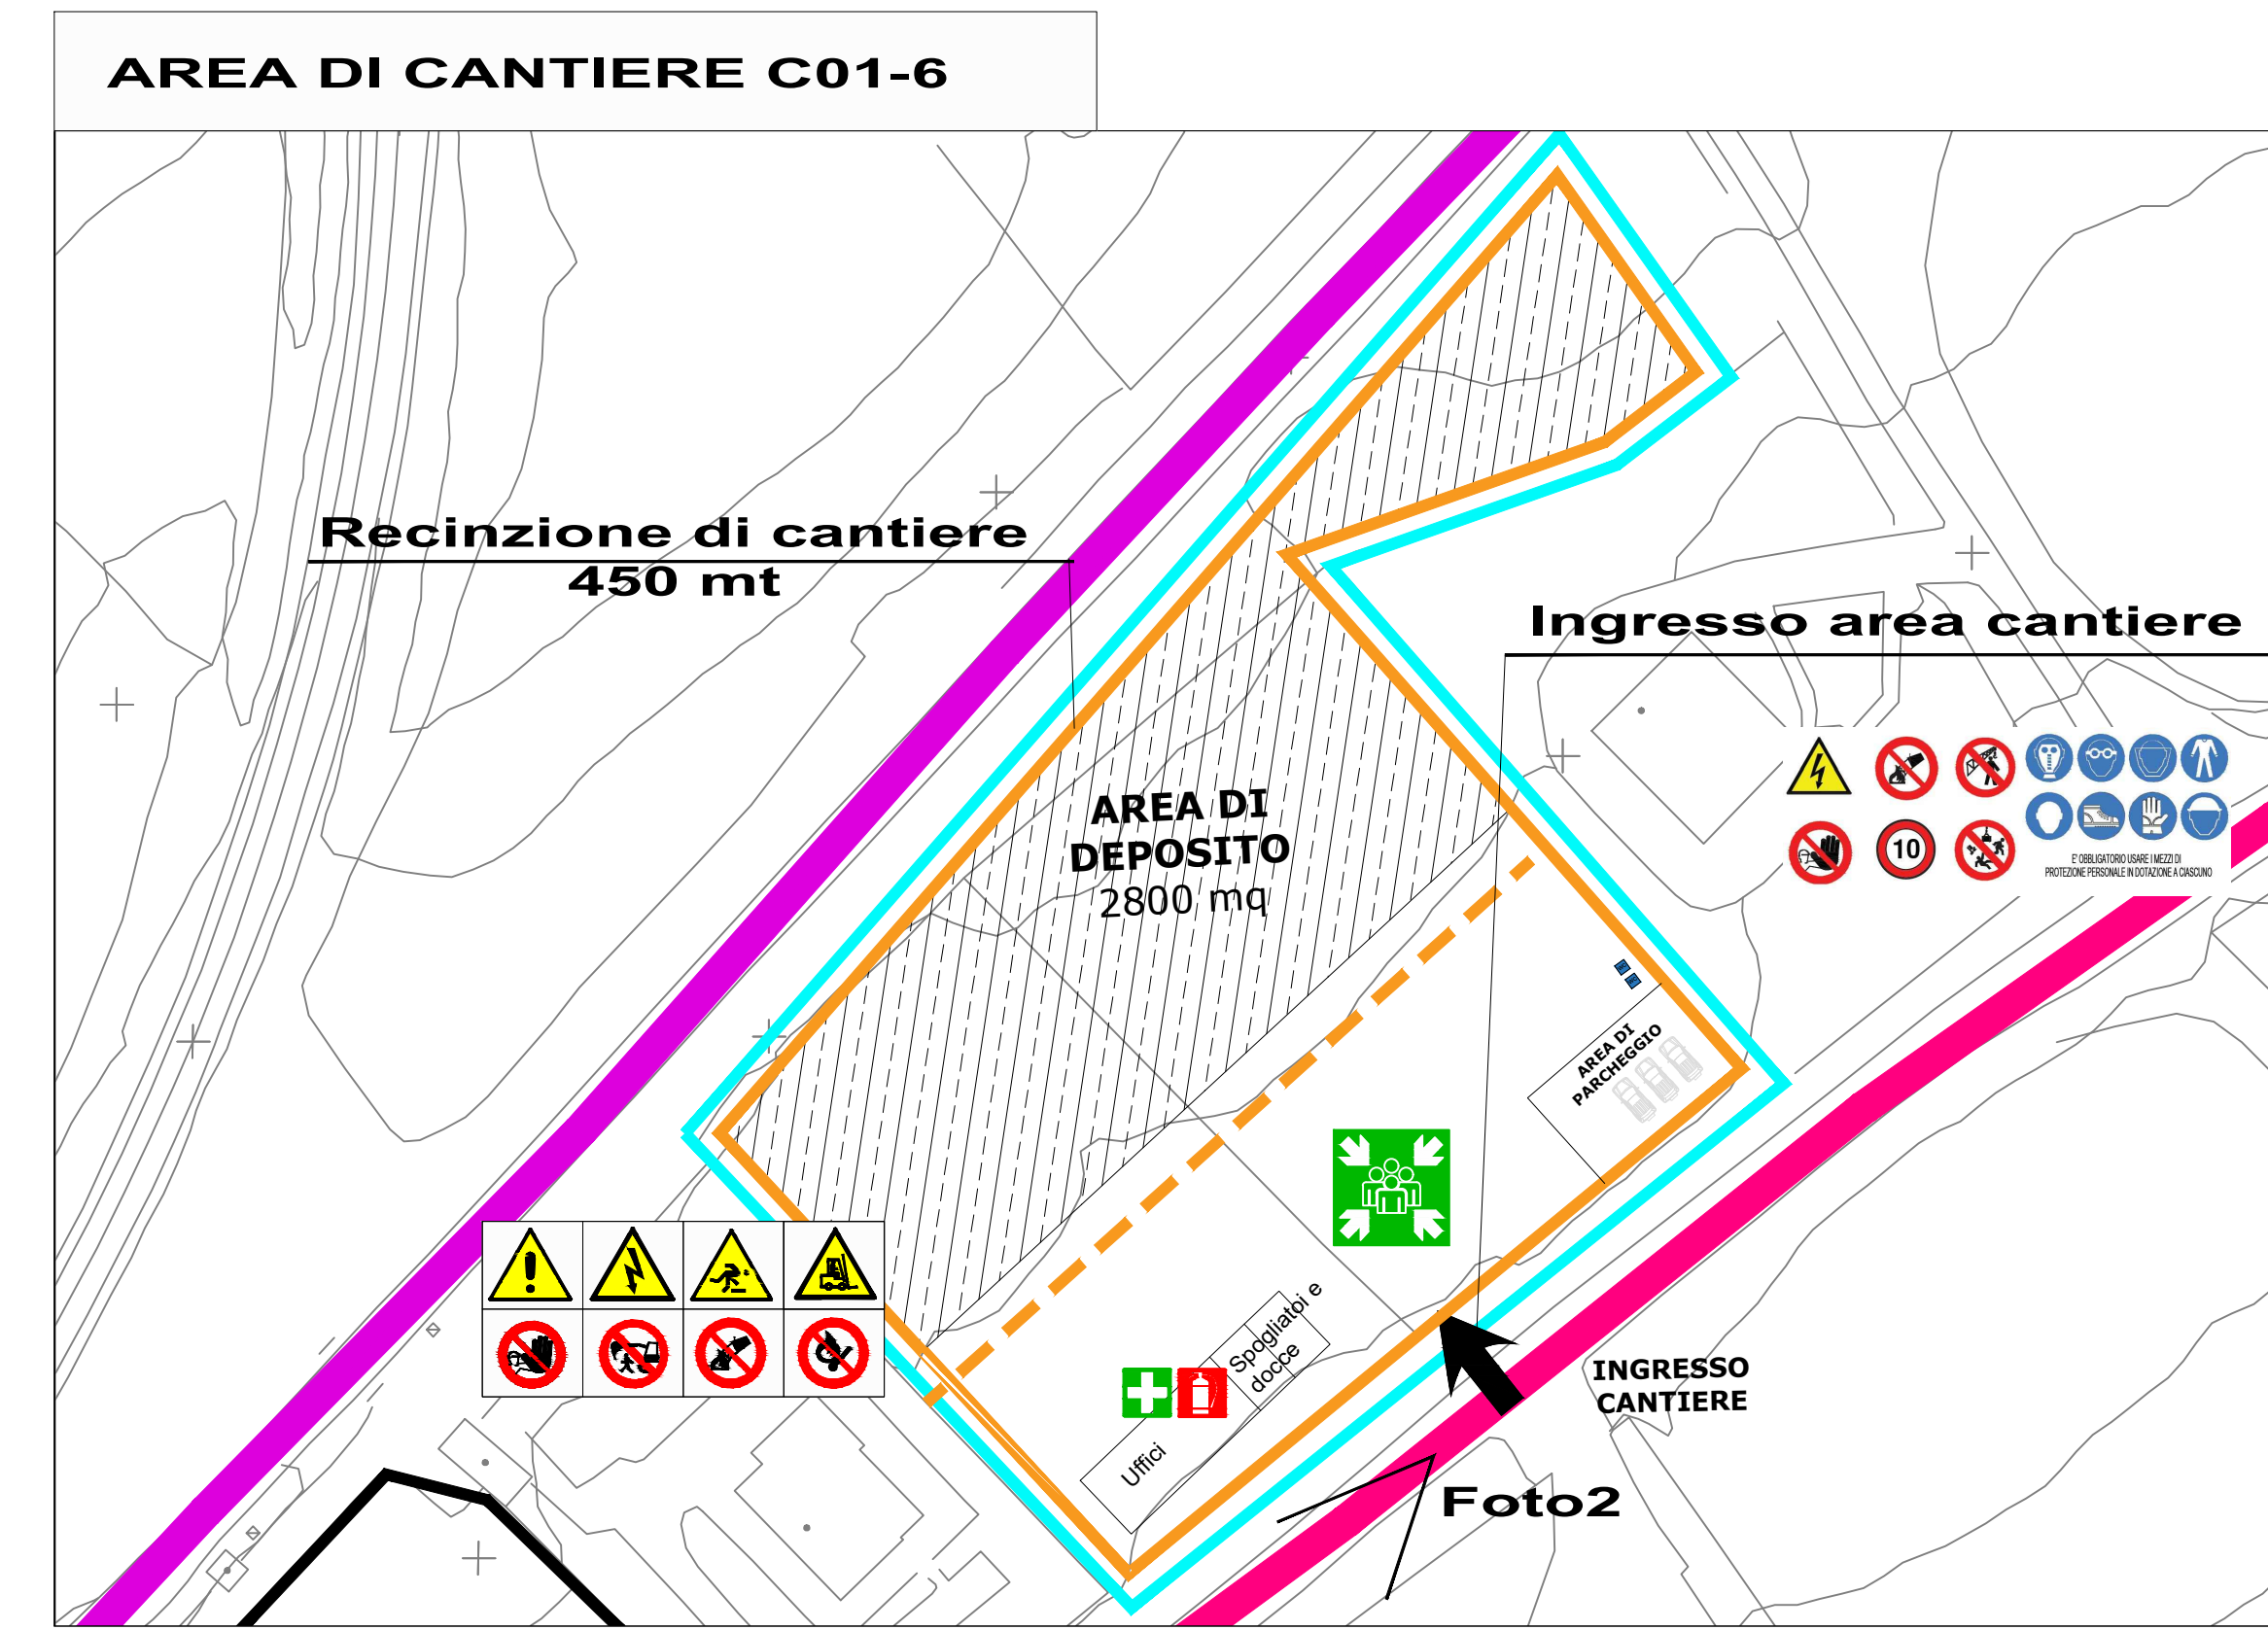 AREA DI CANTIERE C01-6
Recinzione di cantiere
450 mt
Ingresso area cantiere
10
E' OBBLIGATORIO USARE I MEZZI DI
PROTEZIONE PERSONALE IN DOTAZIONE A CIASCUNO
AREA DI
DEPOSITO
2800 mq
AREA DI
PARCHEGGIO
Spogliatoi e
docce
Uffici
INGRESSO
CANTIERE
Foto2